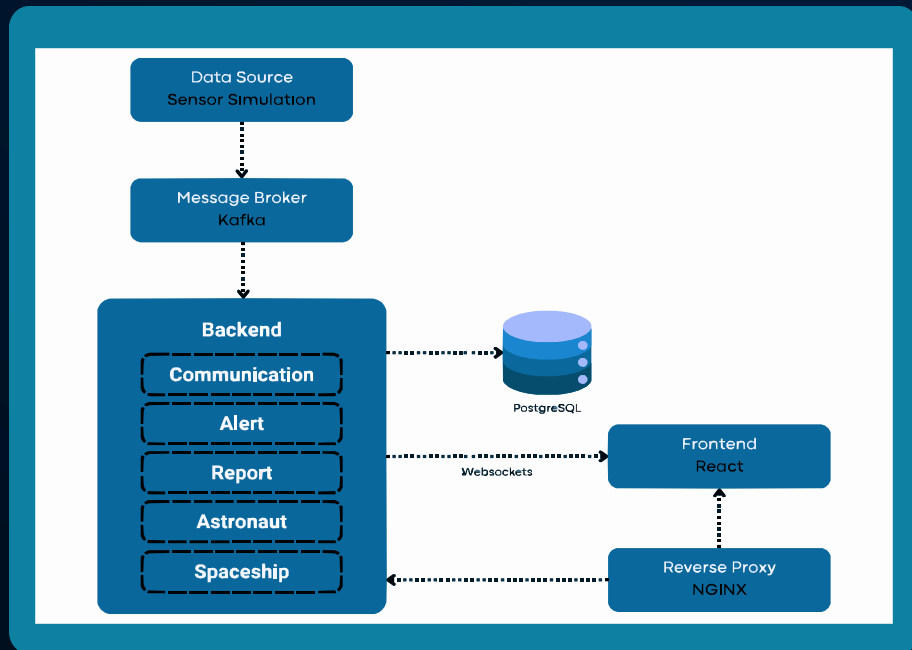 Data Source
Sensor Simulation
Message Broker
Kafka
Backend
Communication
Alert
Report
Astronaut
Spaceship
PostgreSQL
Websockets
Frontend
React
Reverse Proxy
NGINX